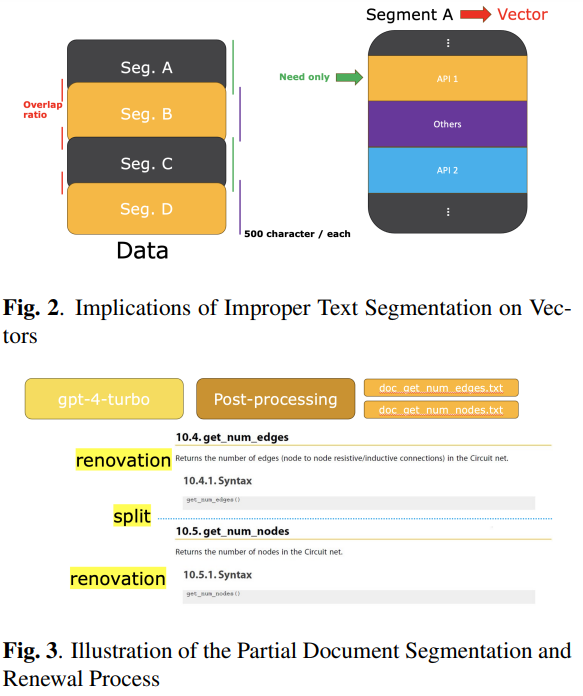 Segment A Vector
Seg. A
Seg. B
Seg. C
Seg. D
Overlap
ratio
500 character / each
Data
Need only
⋮
API 1
Others
API 2
⋮
Fig. 2. Implications of Improper Text Segmentation on Vec-
tors
gpt-4-turbo
Post-processing
doc_get_num_edges.txt
doc_get_num_nodes.txt
10.4. get_num_edges
renovation
Returns the number of edges (node to node resistive/inductive connections) in the Circuit net.
10.4.1. Syntax
get_num_edges()
split
10.5. get_num_nodes
Returns the number of nodes in the Circuit net.
renovation
10.5.1. Syntax
get_num_nodes()
Fig. 3. Illustration of the Partial Document Segmentation and
Renewal Process